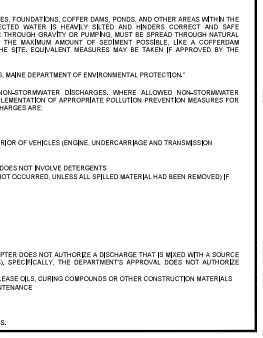 ES, FOUNDATIONS, COFFER DAMS, PONDS, AND OTHER AREAS WITHIN THE
ECTED WATER IS HEAVILY SILTED AND HINDERS CORRECT AND SAFE
THROUGH GRAVITY OR PUMPING, MUST BE SPREAD THROUGH NATURAL
THE MAXIMUM AMOUNT OF SEDIMENT POSSIBLE, LIKE A COFFERDAM
HE SITE. EQUIVALENT MEASURES MAY BE TAKEN IF APPROVED BY THE
S, MAINE DEPARTMENT OF ENVIRONMENTAL PROTECTION."
NON-STORMWATER DISCHARGES. WHERE ALLOWED NON-STORMWATER
LEMENTATION OF APPROPRIATE POLLUTION PREVENTION MEASURES FOR
HARGES ARE:
RIOR OF VEHICLES (ENGINE, UNDERCARRIAGE AND TRANSMISSION
DOES NOT INVOLVE DETERGENTS
NOT OCCURRED, UNLESS ALL SPILLED MATERIAL HAD BEEN REMOVED) IF
PTER DOES NOT AUTHORIZE A DISCHARGE THAT IS MIXED WITH A SOURCE
). SPECIFICALLY, THE DEPARTMENT'S APPROVAL DOES NOT AUTHORIZE
LEASE OILS, CURING COMPOUNDS OR OTHER CONSTRUCTION MATERIALS
NTENANCE
S.